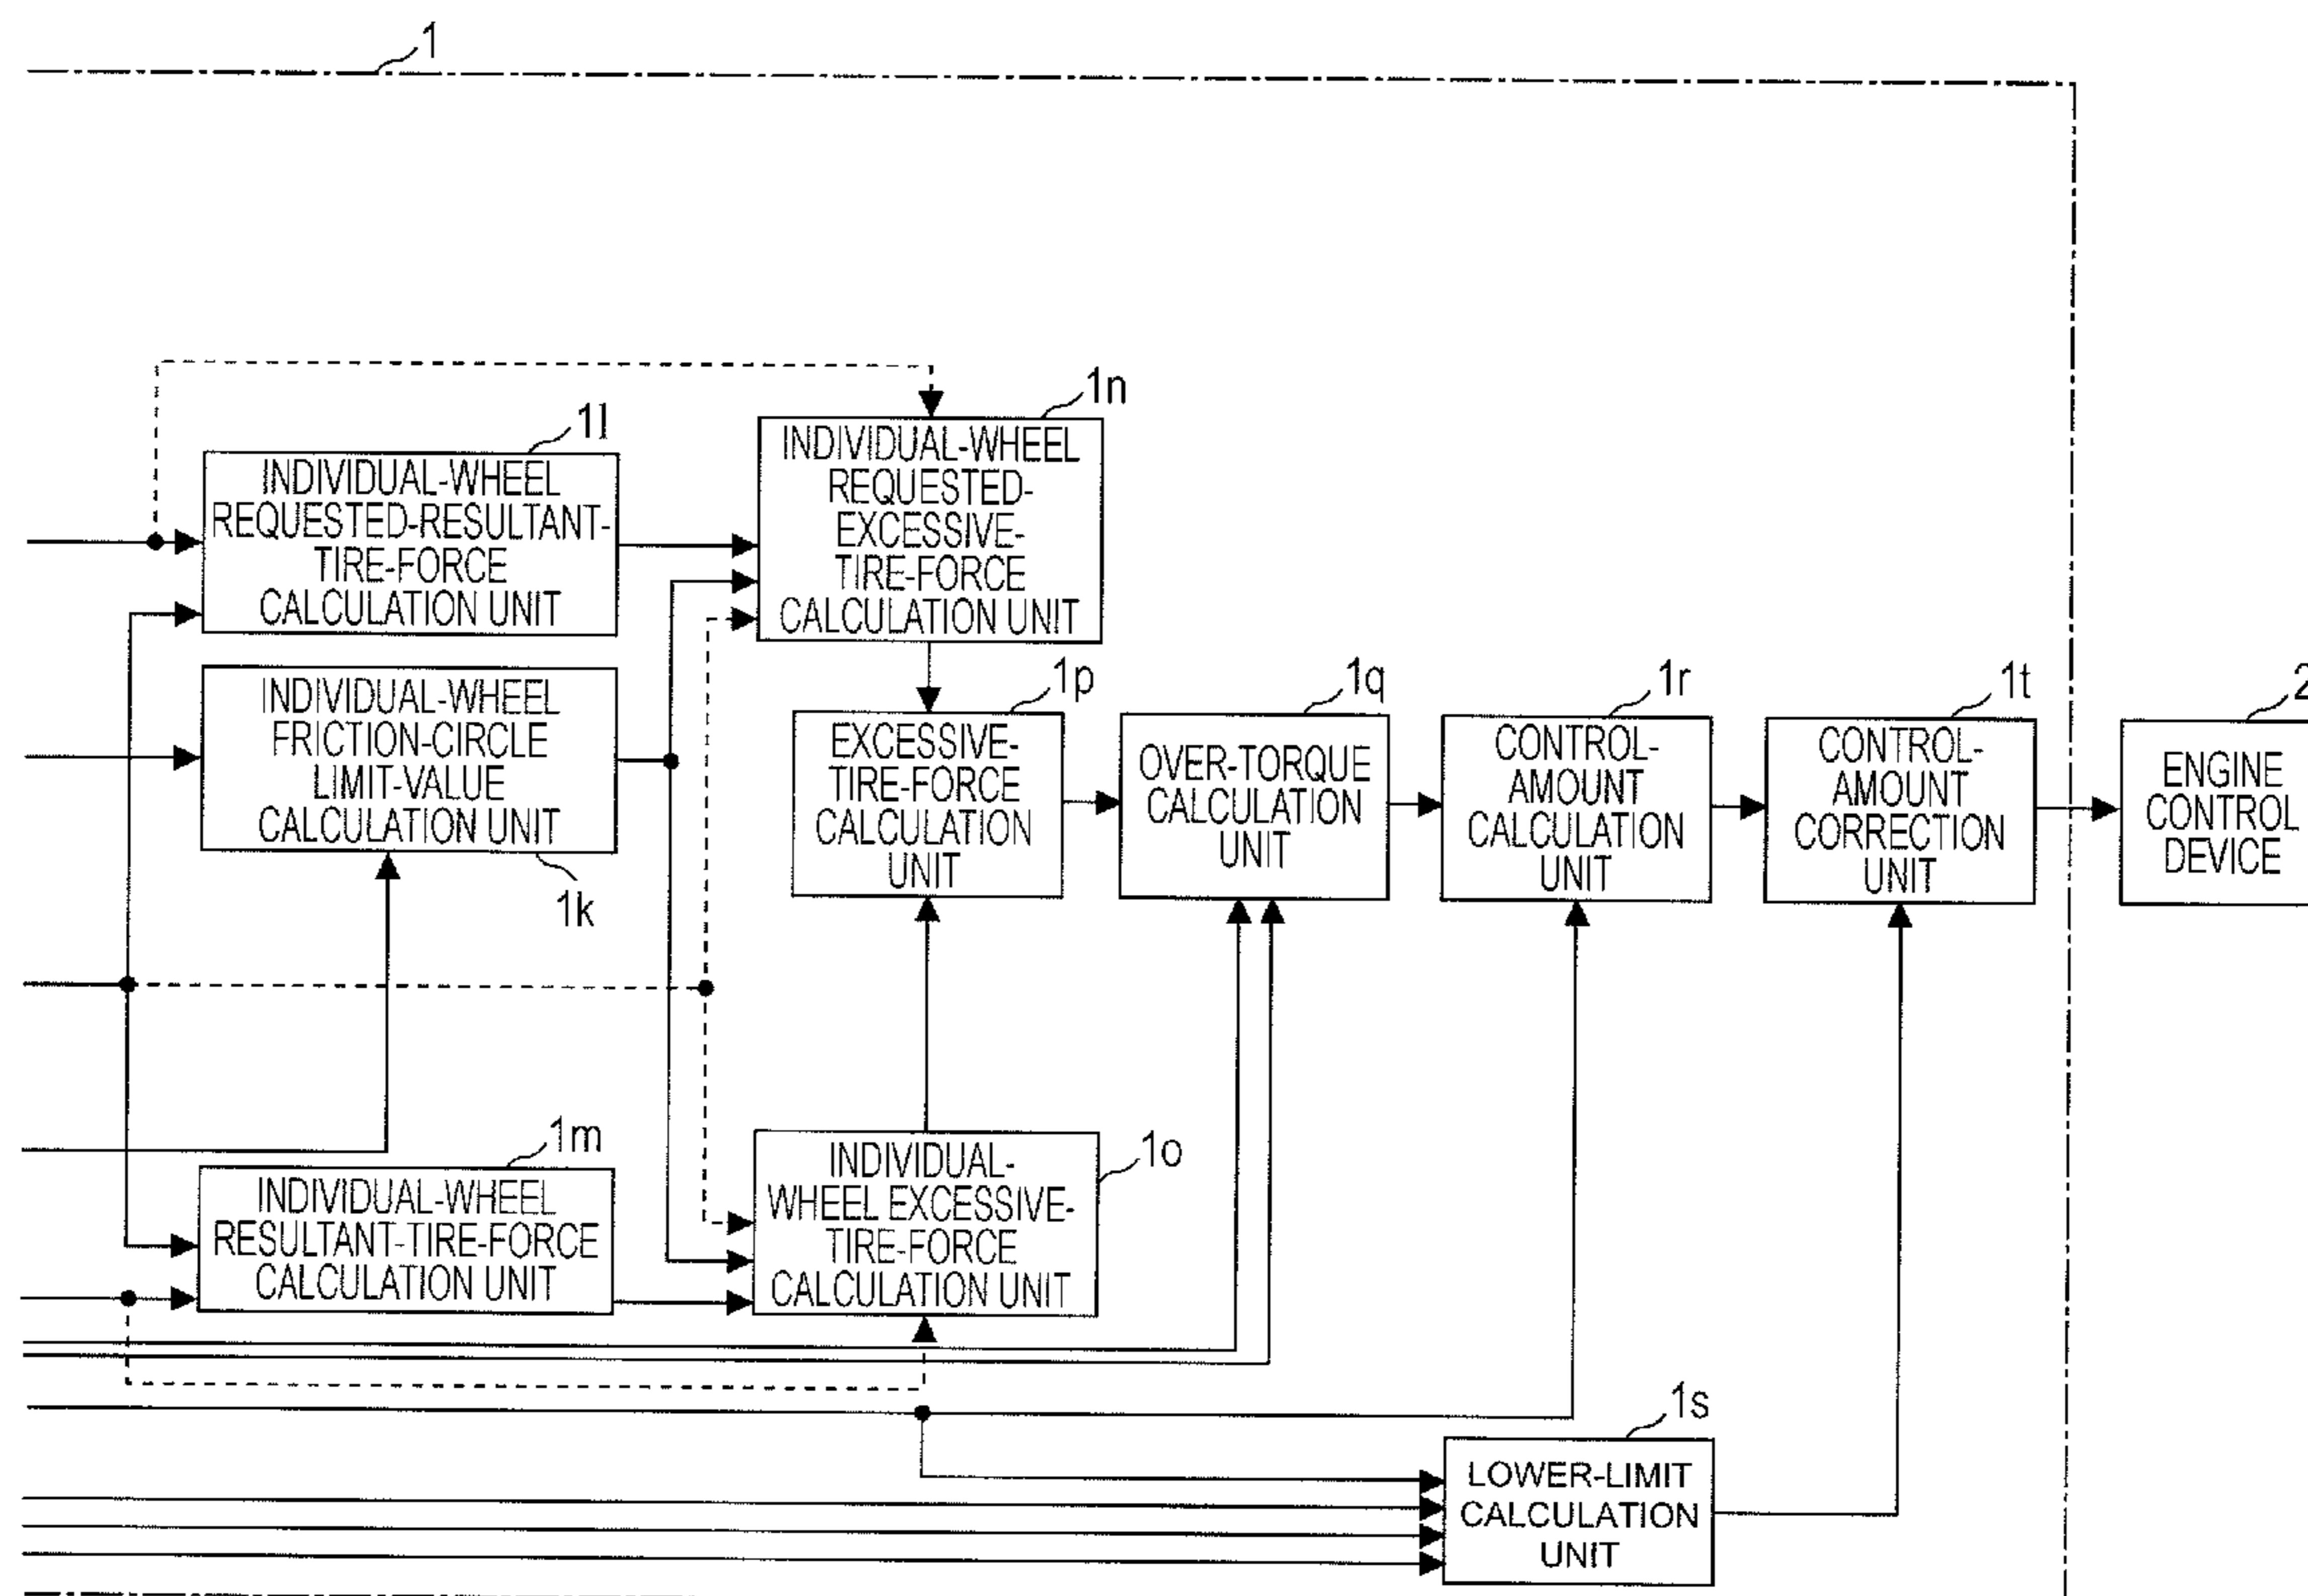 1
1n
INDIVIDUAL-WHEEL
REQUESTED-
EXCESSIVE-
TIRE-FORCE
CALCULATION UNIT
1l
INDIVIDUAL-WHEEL
REQUESTED-RESULTANT-
TIRE-FORCE
CALCULATION UNIT
INDIVIDUAL-WHEEL
FRICTION-CIRCLE
LIMIT-VALUE
CALCULATION UNIT
1k
1p
EXCESSIVE-
TIRE-FORCE
CALCULATION
UNIT
1q
OVER-TORQUE
CALCULATION
UNIT
1r
CONTROL-
AMOUNT
CALCULATION
UNIT
1t
CONTROL-
AMOUNT
CORRECTION
UNIT
2
ENGINE
CONTROL
DEVICE
1m
INDIVIDUAL-WHEEL
RESULTANT-TIRE-FORCE
CALCULATION UNIT
1o
INDIVIDUAL-
WHEEL EXCESSIVE-
TIRE-FORCE
CALCULATION UNIT
1s
LOWER-LIMIT
CALCULATION
UNIT